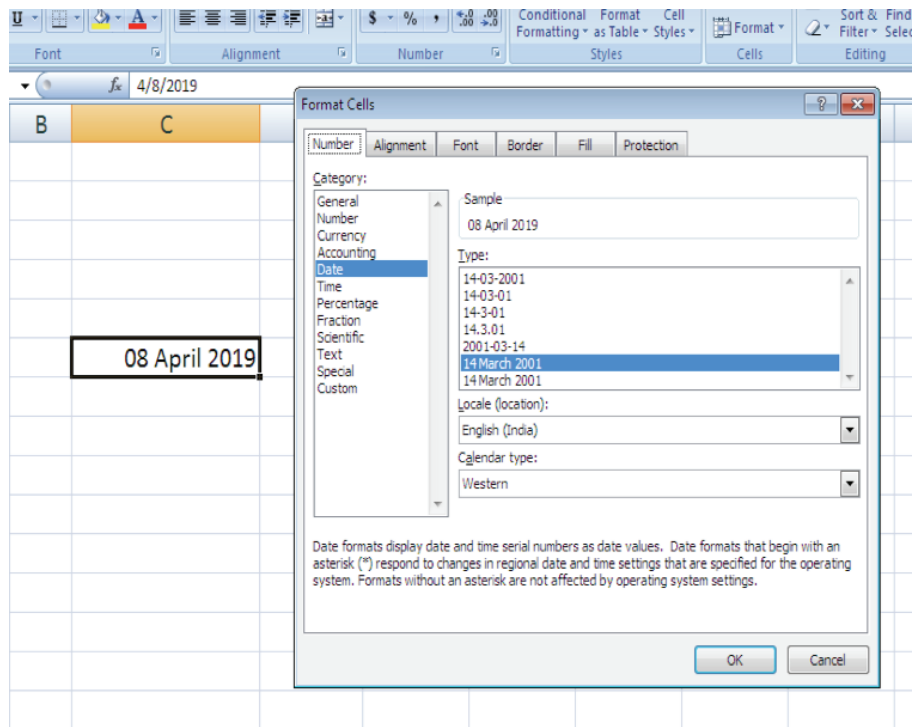 U $ % , .0 .00 .00 .0 Conditional Format Cell Format Sort & Find
Formatting as Table Styles Filter
Font Alignment Number Styles Cells Editing
fx 4/8/2019
B C
08 April 2019
Format Cells
Number Alignment Font Border Fill Protection
Category:
General
Number
Currency
Accounting
Date
Time
Percentage
Fraction
Scientific
Text
Special
Custom
Sample
08 April 2019
Type:
14-03-2001
14-03-01
14-3-01
14.3.01
2001-03-14
14 March 2001
14 March 2001
Locale (location):
English (India)
Calendar type:
Western
Date formats display date and time serial numbers as date values. Date formats that begin with an
asterisk (*) respond to changes in regional date and time settings that are specified for the operating
system. Formats without an asterisk are not affected by operating system settings.
OK Cancel